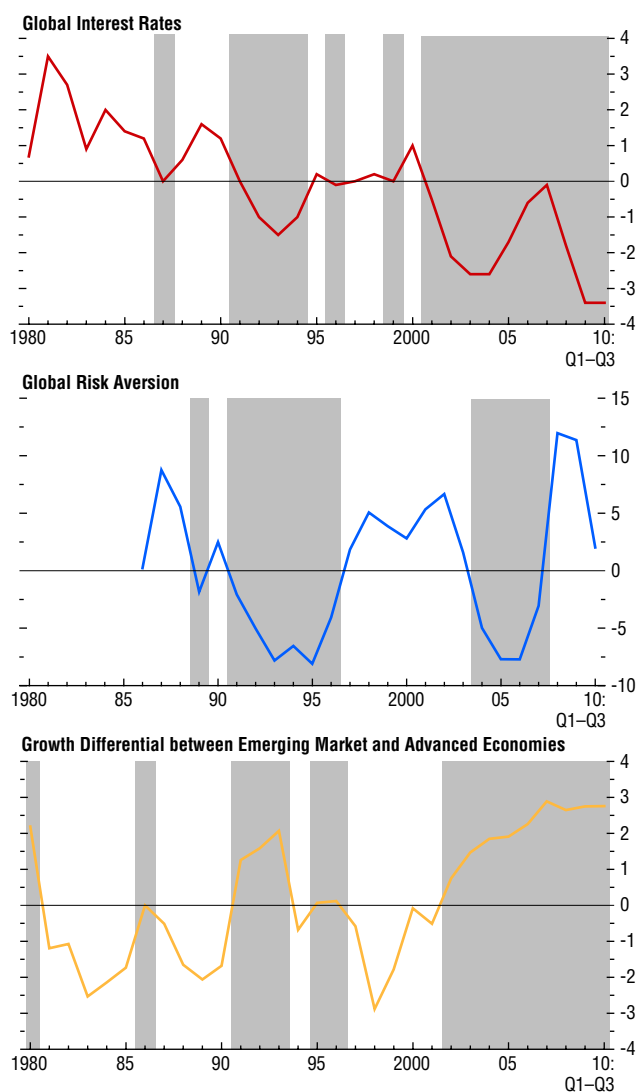 Global Interest Rates
4
3
2
1
0
-1
-2
-3
-4
1980 85 90 95 2000 05 10:
Q1–Q3
Global Risk Aversion
15
10
5
0
-5
-10
1980 85 90 95 2000 05 10:
Q1–Q3
Growth Differential between Emerging Market and Advanced Economies
4
3
2
1
0
-1
-2
-3
-4
1980 85 90 95 2000 05 10:
Q1–Q3